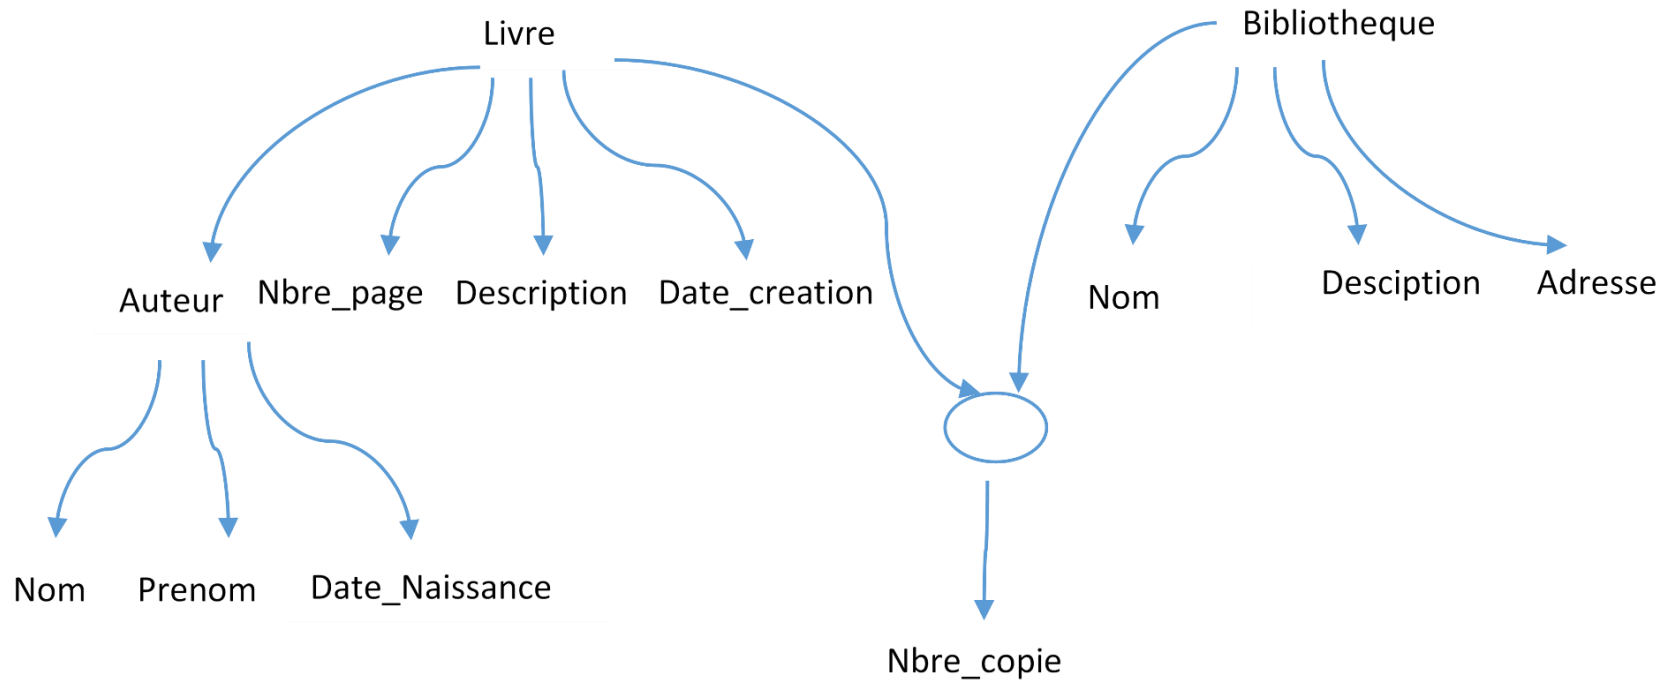 Livre
Bibliotheque
Auteur
Nbre_page
Description
Date_creation
Nom
Desciption
Adresse
Nom
Prenom
Date_Naissance
Nbre_copie